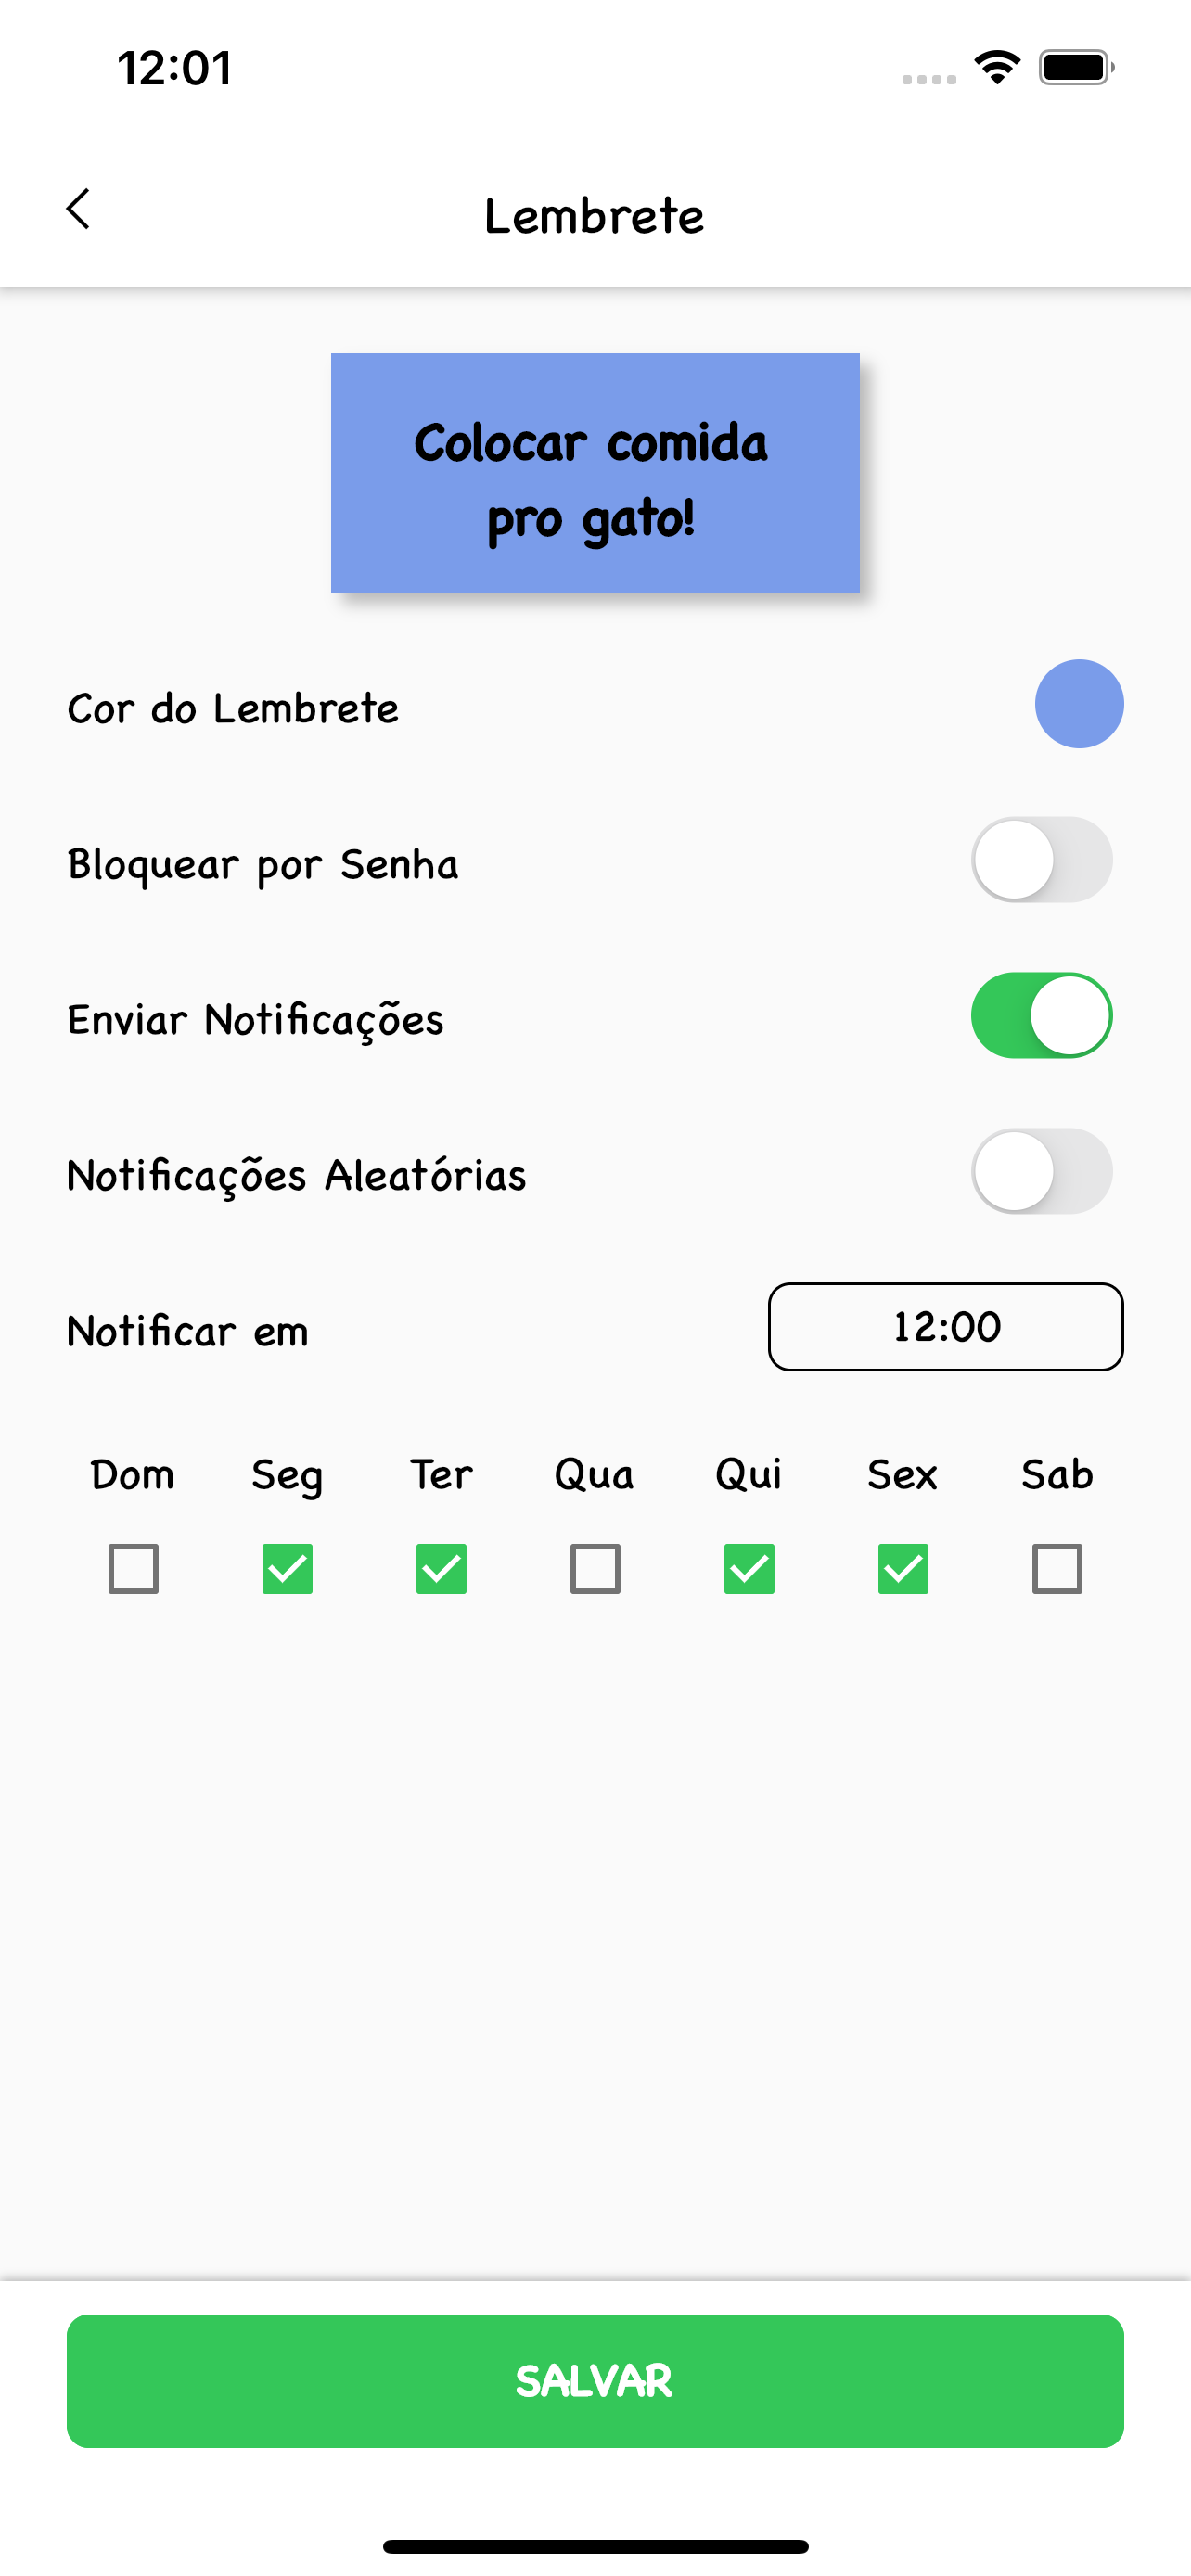 12:01
Lembrete
Colocar comida
pro gato!
Cor do Lembrete
Bloquear por Senha
Enviar Notificações
Notificações Aleatórias
Notificar em 12:00
Dom Seg Ter Qua Qui Sex Sab
SALVAR